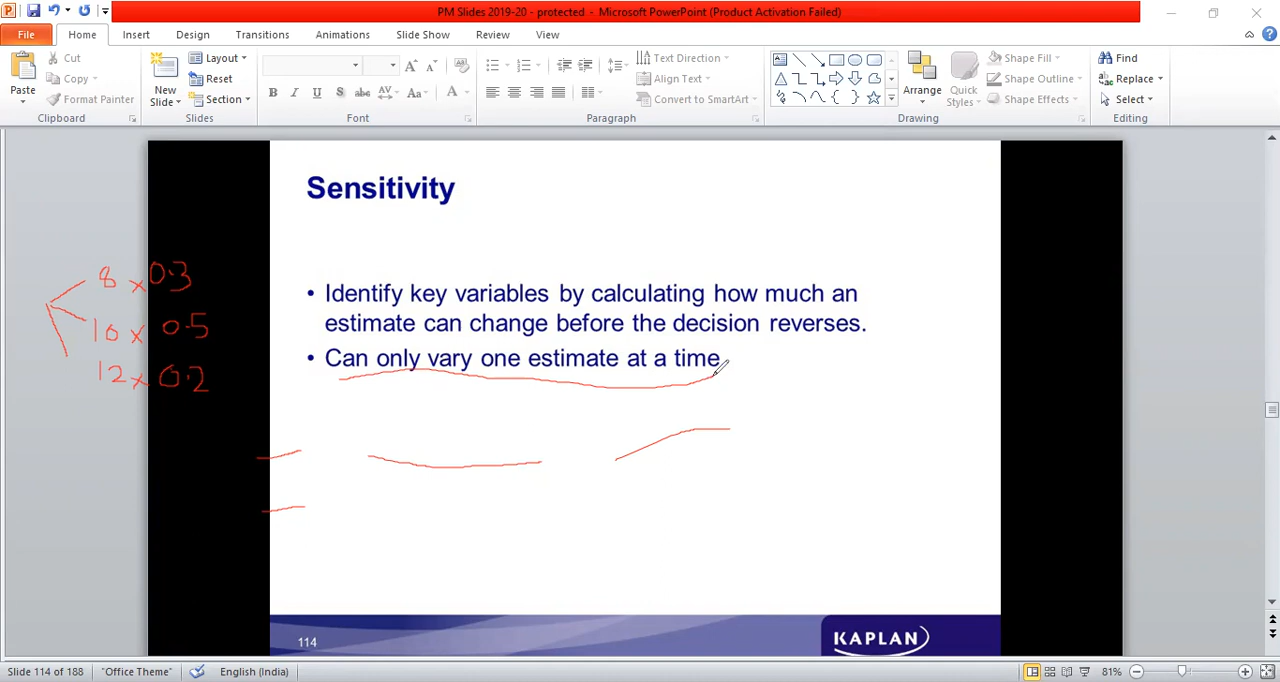 PM Slides 2019-20 - protected - Microsoft PowerPoint (Product Activation Failed)
File Home Insert Design Transitions Animations Slide Show Review View
Paste
Cut
Copy
Format Painter
Clipboard
New Slide
Layout
Reset
Section
Slides
B I U S abc AV Aa A
Font
Text Direction
Align Text
Convert to SmartArt
Paragraph
Arrange
Quick Styles
Shape Fill
Shape Outline
Shape Effects
Drawing
Find
Replace
Select
Editing
Sensitivity
• Identify key variables by calculating how much an
estimate can change before the decision reverses.
• Can only vary one estimate at a time
8 x 0.3
10 x 0.5
12 x 0.2
114
KAPLAN
Slide 114 of 188 "Office Theme" English (India) 81%